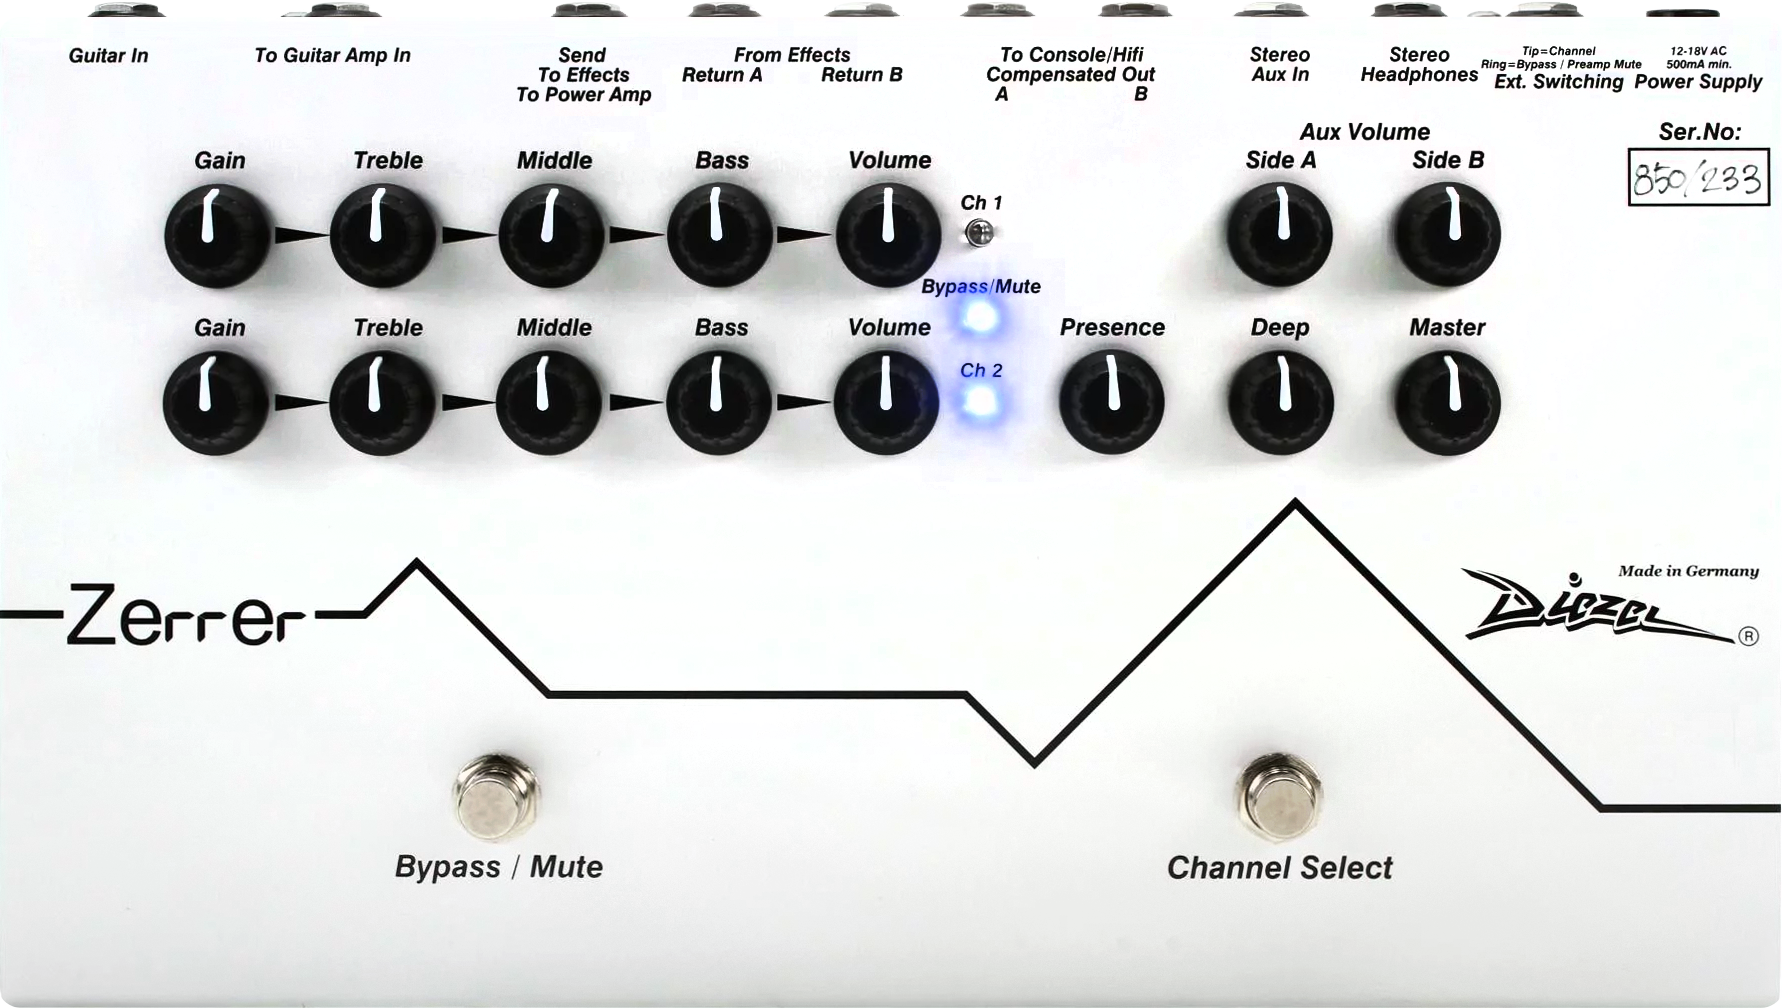 Guitar In
To Guitar Amp In
Send
To Effects
To Power Amp
From Effects
Return A Return B
To Console/Hifi
Compensated Out
A B
Stereo
Aux In
Stereo
Headphones
Tip=Channel
Ring=Bypass / Preamp Mute
Ext. Switching
12-18V AC
500mA min.
Power Supply
Aux Volume
Ser.No:
850/233
Gain Treble Middle Bass Volume Side A Side B
Ch 1
Bypass/Mute
Gain Treble Middle Bass Volume Presence Deep Master
Ch 2
Zerrer
Made in Germany
Diezel ®
Bypass / Mute
Channel Select